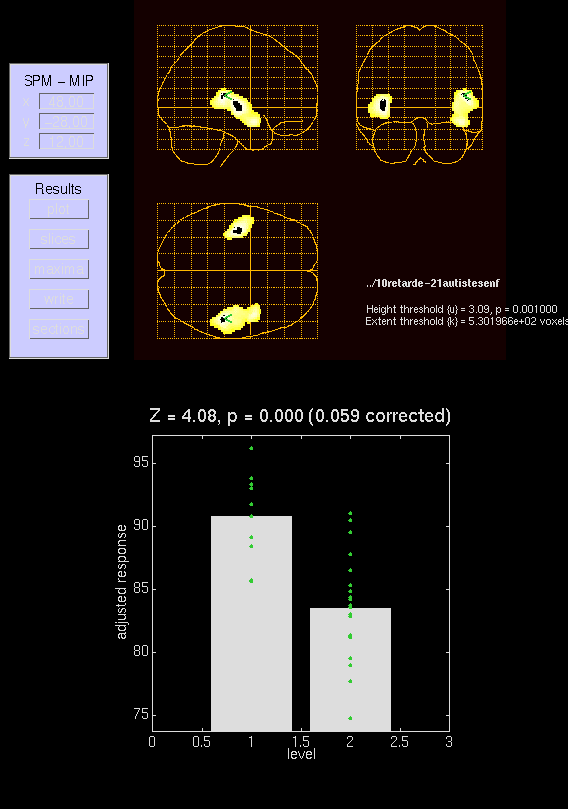 SPM – MIP
x 48.00
y -28.00
z 12.00
Results
plot
slices
maxima
write
sections
../10retarde-21autistesenf
Height threshold {u} = 3.09, p = 0.001000
Extent threshold {k} = 5.301966e+02 voxels
Z = 4.08, p = 0.000 (0.059 corrected)
adjusted response
95
90
85
80
75
0 0.5 1 1.5 2 2.5 3
level